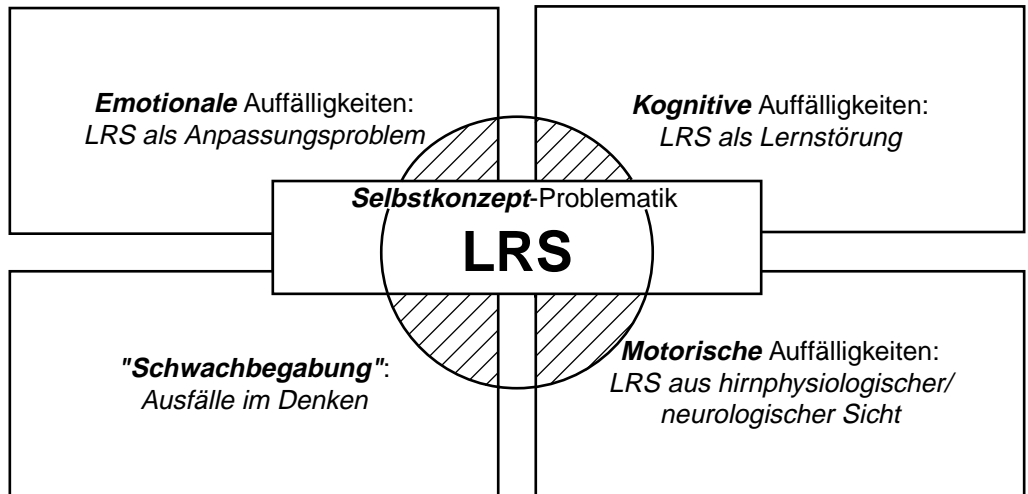 Emotionale Auffälligkeiten:
LRS als Anpassungsproblem
Kognitive Auffälligkeiten:
LRS als Lernstörung
Selbstkonzept-Problematik
LRS
"Schwachbegabung":
Ausfälle im Denken
Motorische Auffälligkeiten:
LRS aus hirnphysiologischer/
neurologischer Sicht